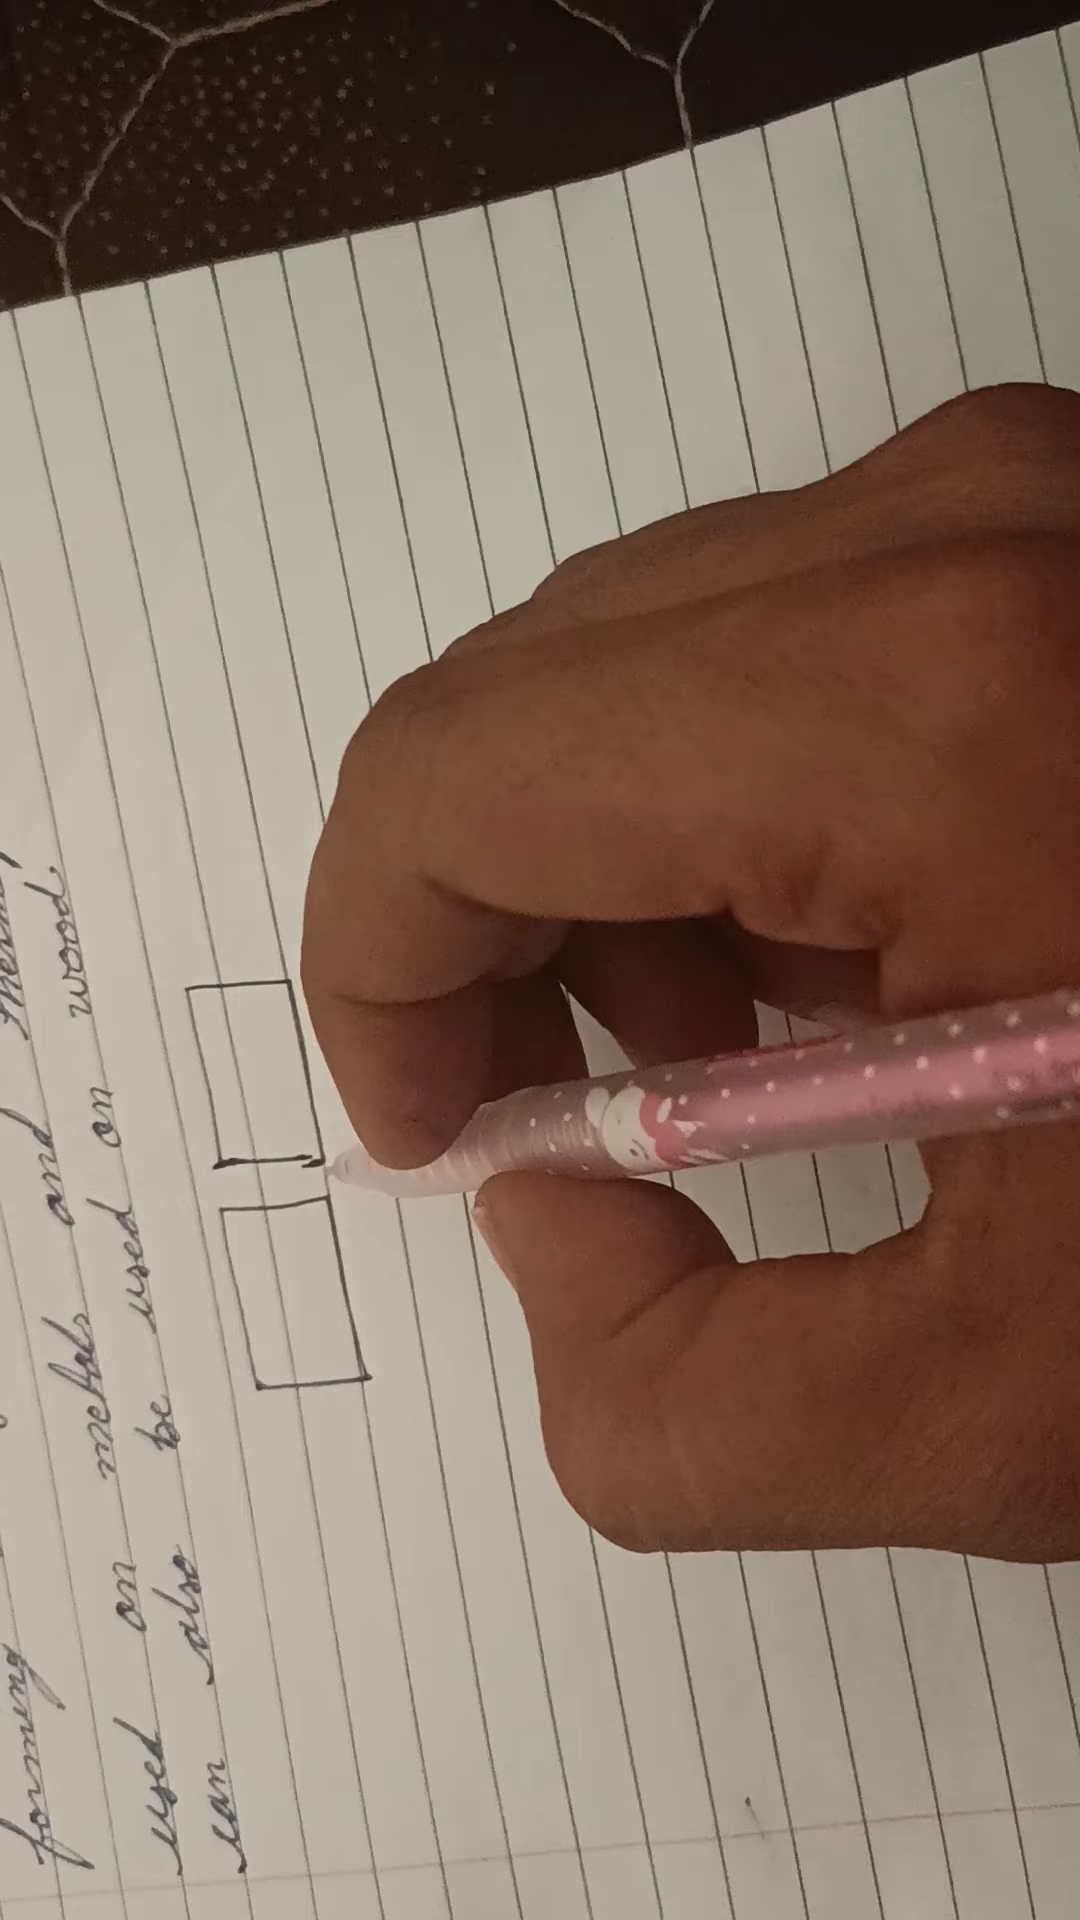 forming and
used on metals and
can also be used on wood.